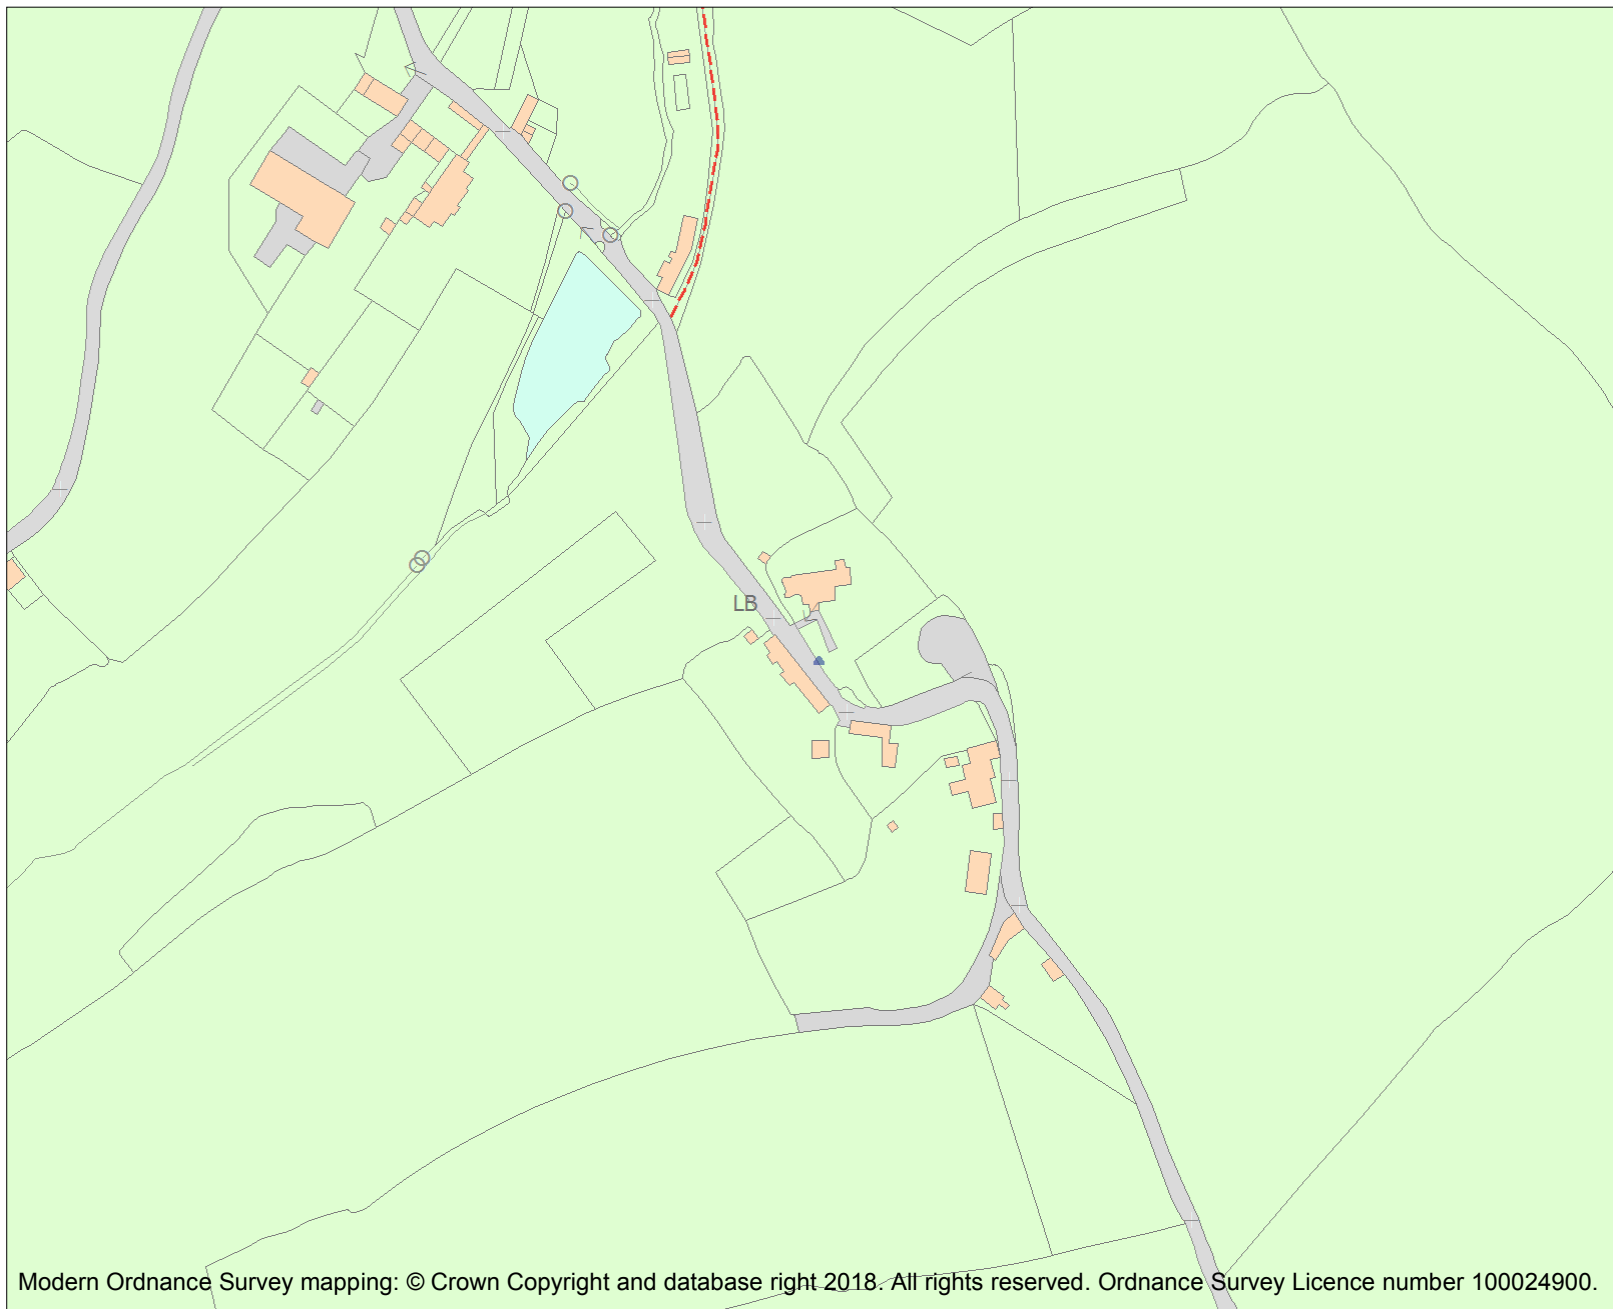 LB
Modern Ordnance Survey mapping: © Crown Copyright and database right 2018. All rights reserved. Ordnance Survey Licence number 100024900.